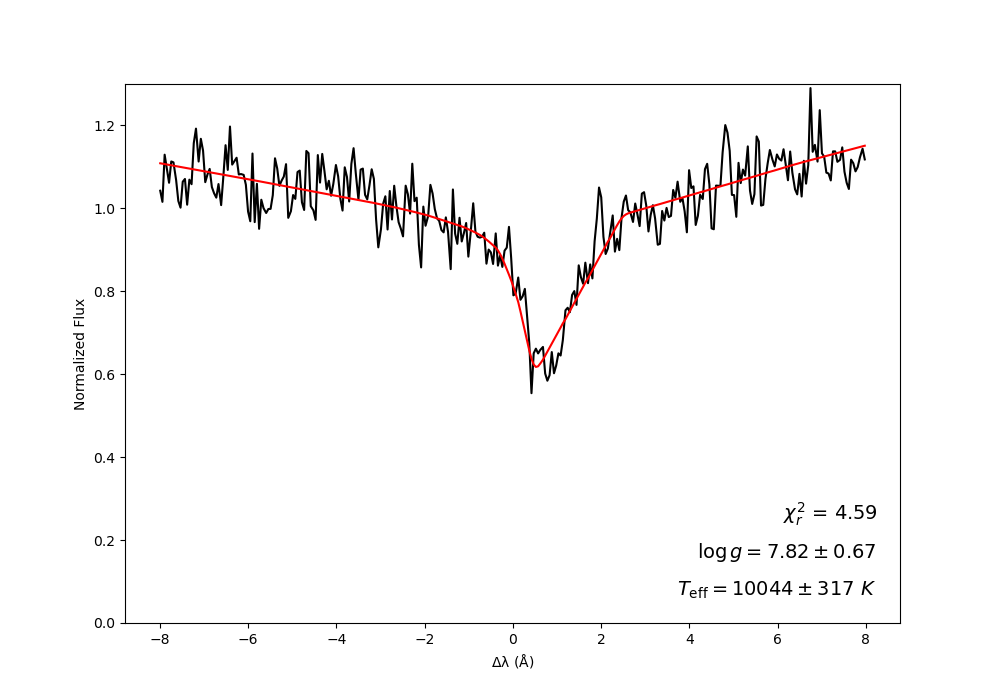 1.2
1.0
0.8
0.6
0.4
0.2
0.0
Normalized Flux
χ²ᵣ = 4.59
log g = 7.82 ± 0.67
T_eff = 10044 ± 317 K
−8 −6 −4 −2 0 2 4 6 8
Δλ (Å)